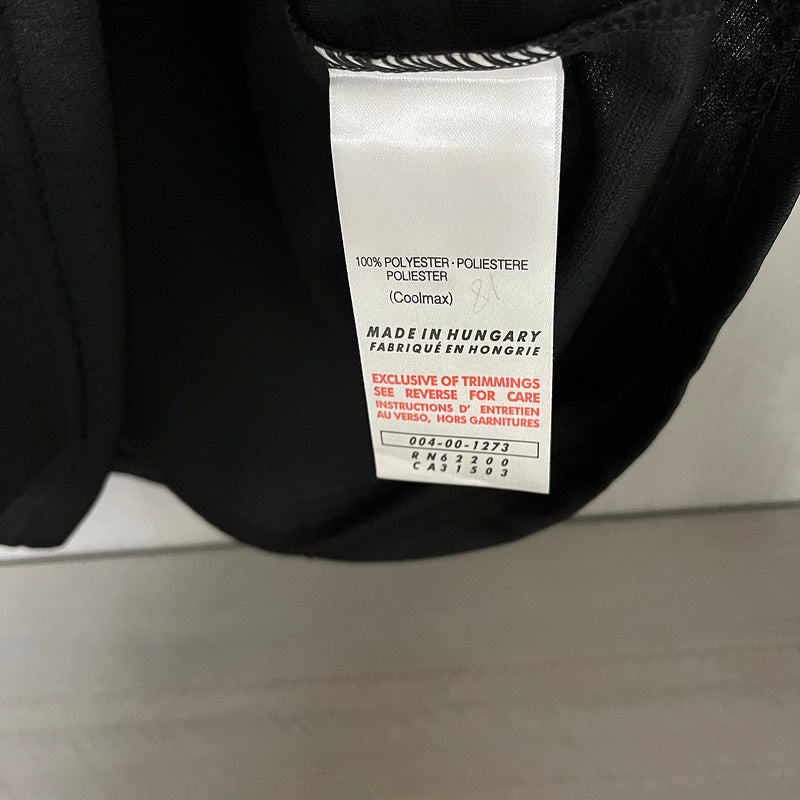 100% POLYESTER · POLIESTERE
POLIESTER
(Coolmax)
MADE IN HUNGARY
FABRIQUÉ EN HONGRIE
EXCLUSIVE OF TRIMMINGS
SEE REVERSE FOR CARE
INSTRUCTIONS D' ENTRETIEN
AU VERSO, HORS GARNITURES
004-00-1273
RN62200
CA31503